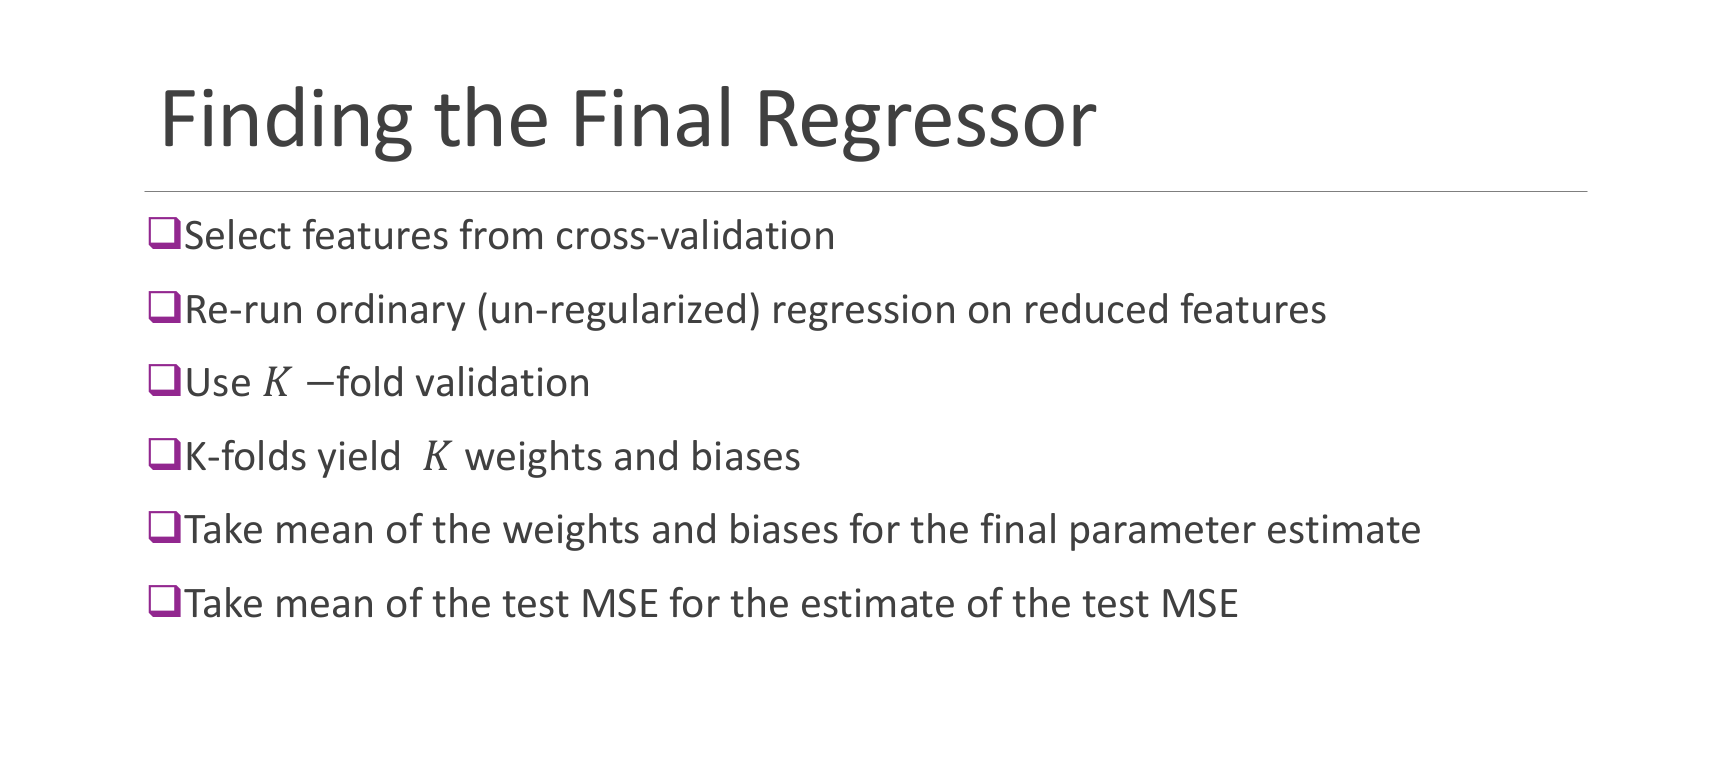 Finding the Final Regressor
❑Select features from cross-validation
❑Re-run ordinary (un-regularized) regression on reduced features
❑Use K −fold validation
❑K-folds yield K weights and biases
❑Take mean of the weights and biases for the final parameter estimate
❑Take mean of the test MSE for the estimate of the test MSE